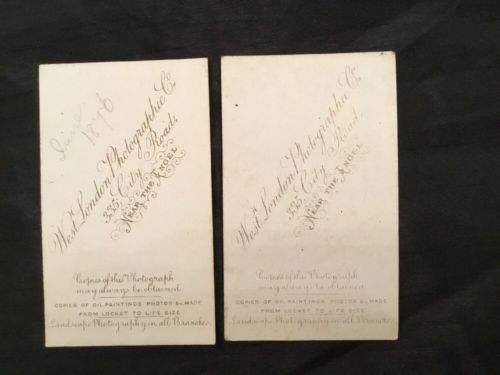 June
1876
West London Photographic Co
335, City Road,
NEAR THE ANGEL
Copies of this Photograph
may always be obtained
COPIES OF OIL PAINTINGS PHOTOS &c, MADE
FROM LOCKET TO LIFE SIZE
Landscape Photography in all Branches
West London Photographic Co
335, City Road,
NEAR THE ANGEL
Copies of this Photograph
may always be obtained
COPIES OF OIL PAINTINGS PHOTOS &c, MADE
FROM LOCKET TO LIFE SIZE
Landscape Photography in all Branches